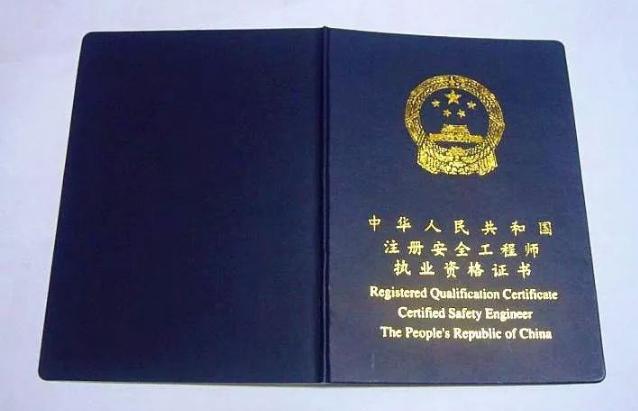 中华人民共和国
注册安全工程师
执业资格证书
Registered Qualification Certificate
Certified Safety Engineer
The People's Republic of China